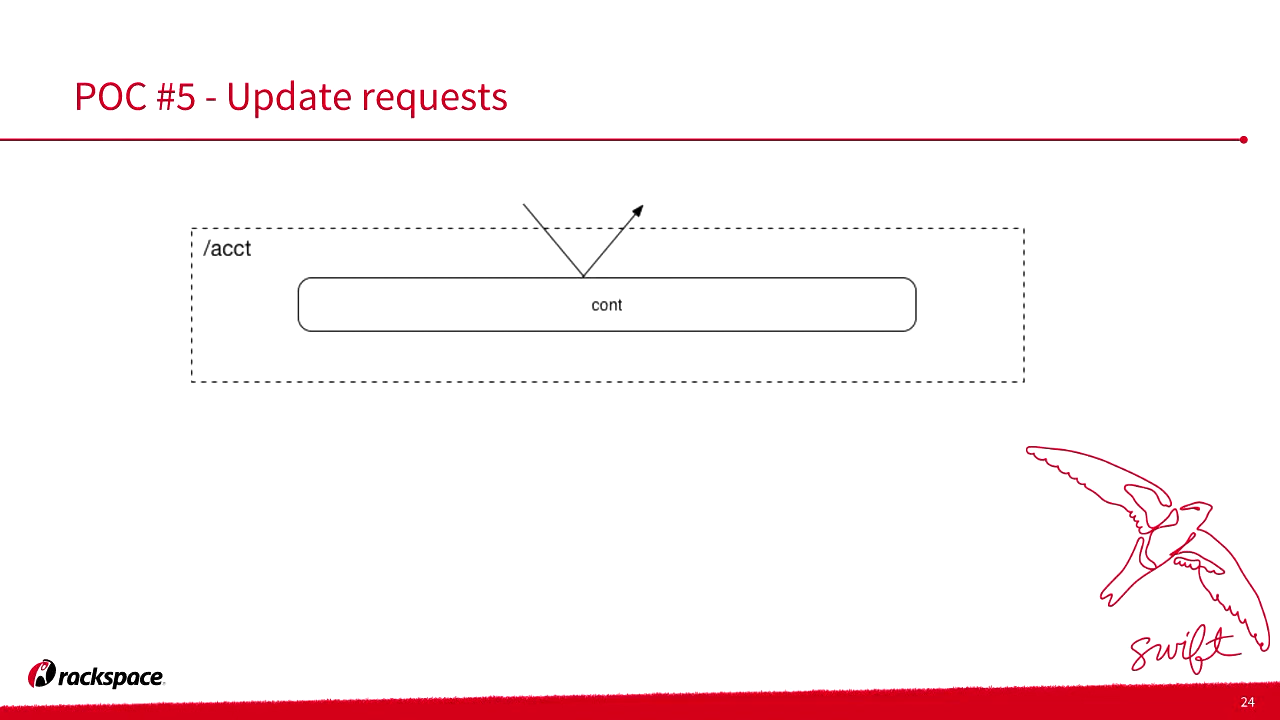 POC #5 - Update requests
/acct
cont
swift
rackspace
24